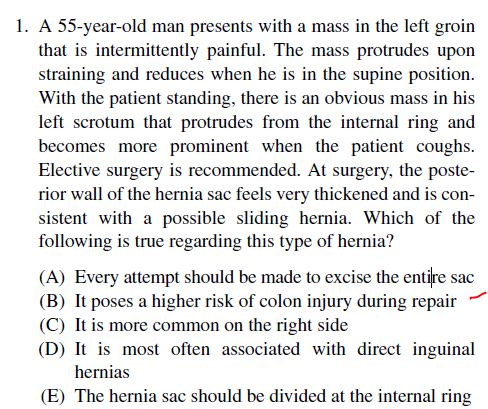 1. A 55-year-old man presents with a mass in the left groin
that is intermittently painful. The mass protrudes upon
straining and reduces when he is in the supine position.
With the patient standing, there is an obvious mass in his
left scrotum that protrudes from the internal ring and
becomes more prominent when the patient coughs.
Elective surgery is recommended. At surgery, the poste-
rior wall of the hernia sac feels very thickened and is con-
sistent with a possible sliding hernia. Which of the
following is true regarding this type of hernia?
(A) Every attempt should be made to excise the entire sac
(B) It poses a higher risk of colon injury during repair
(C) It is more common on the right side
(D) It is most often associated with direct inguinal
hernias
(E) The hernia sac should be divided at the internal ring